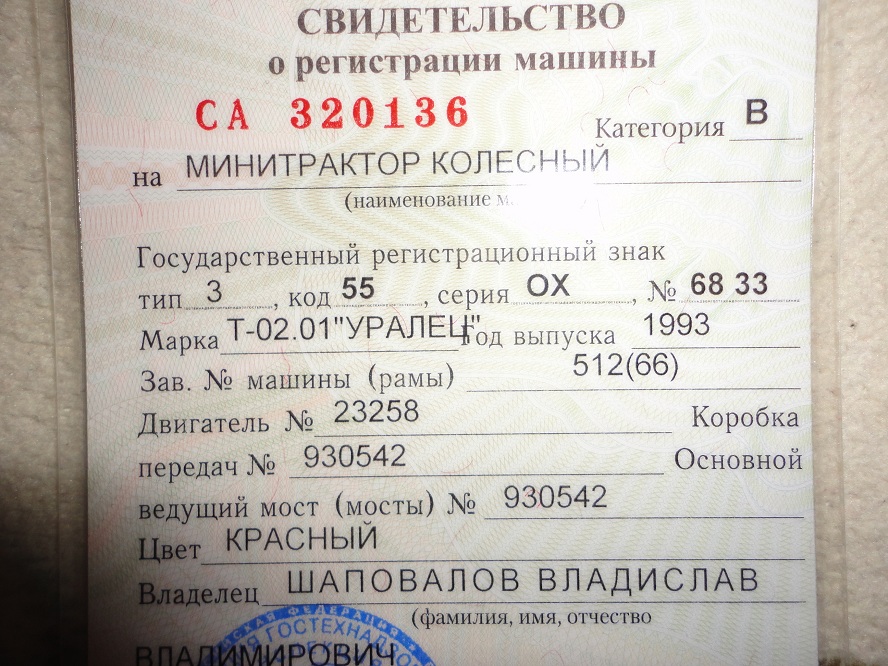 СВИДЕТЕЛЬСТВО
о регистрации машины
СА 320136 Категория В
на МИНИТРАКТОР КОЛЕСНЫЙ
(наименование
Государственный регистрационный знак
тип 3, код 55, серия ОХ, № 68 33
Марка Т-02.01"УРАЛЕЦ" Год выпуска 1993
Зав. № машины (рамы) 512(66)
Двигатель № 23258 Коробка
передач № 930542 Основной
ведущий мост (мосты) № 930542
Цвет КРАСНЫЙ
Владелец ШАПОВАЛОВ ВЛАДИСЛАВ
(фамилия, имя, отчество
ВЛАДИМИРОВИЧ
ФЕДЕРАЦИЯ
ГОСТЕХНАДЗОР